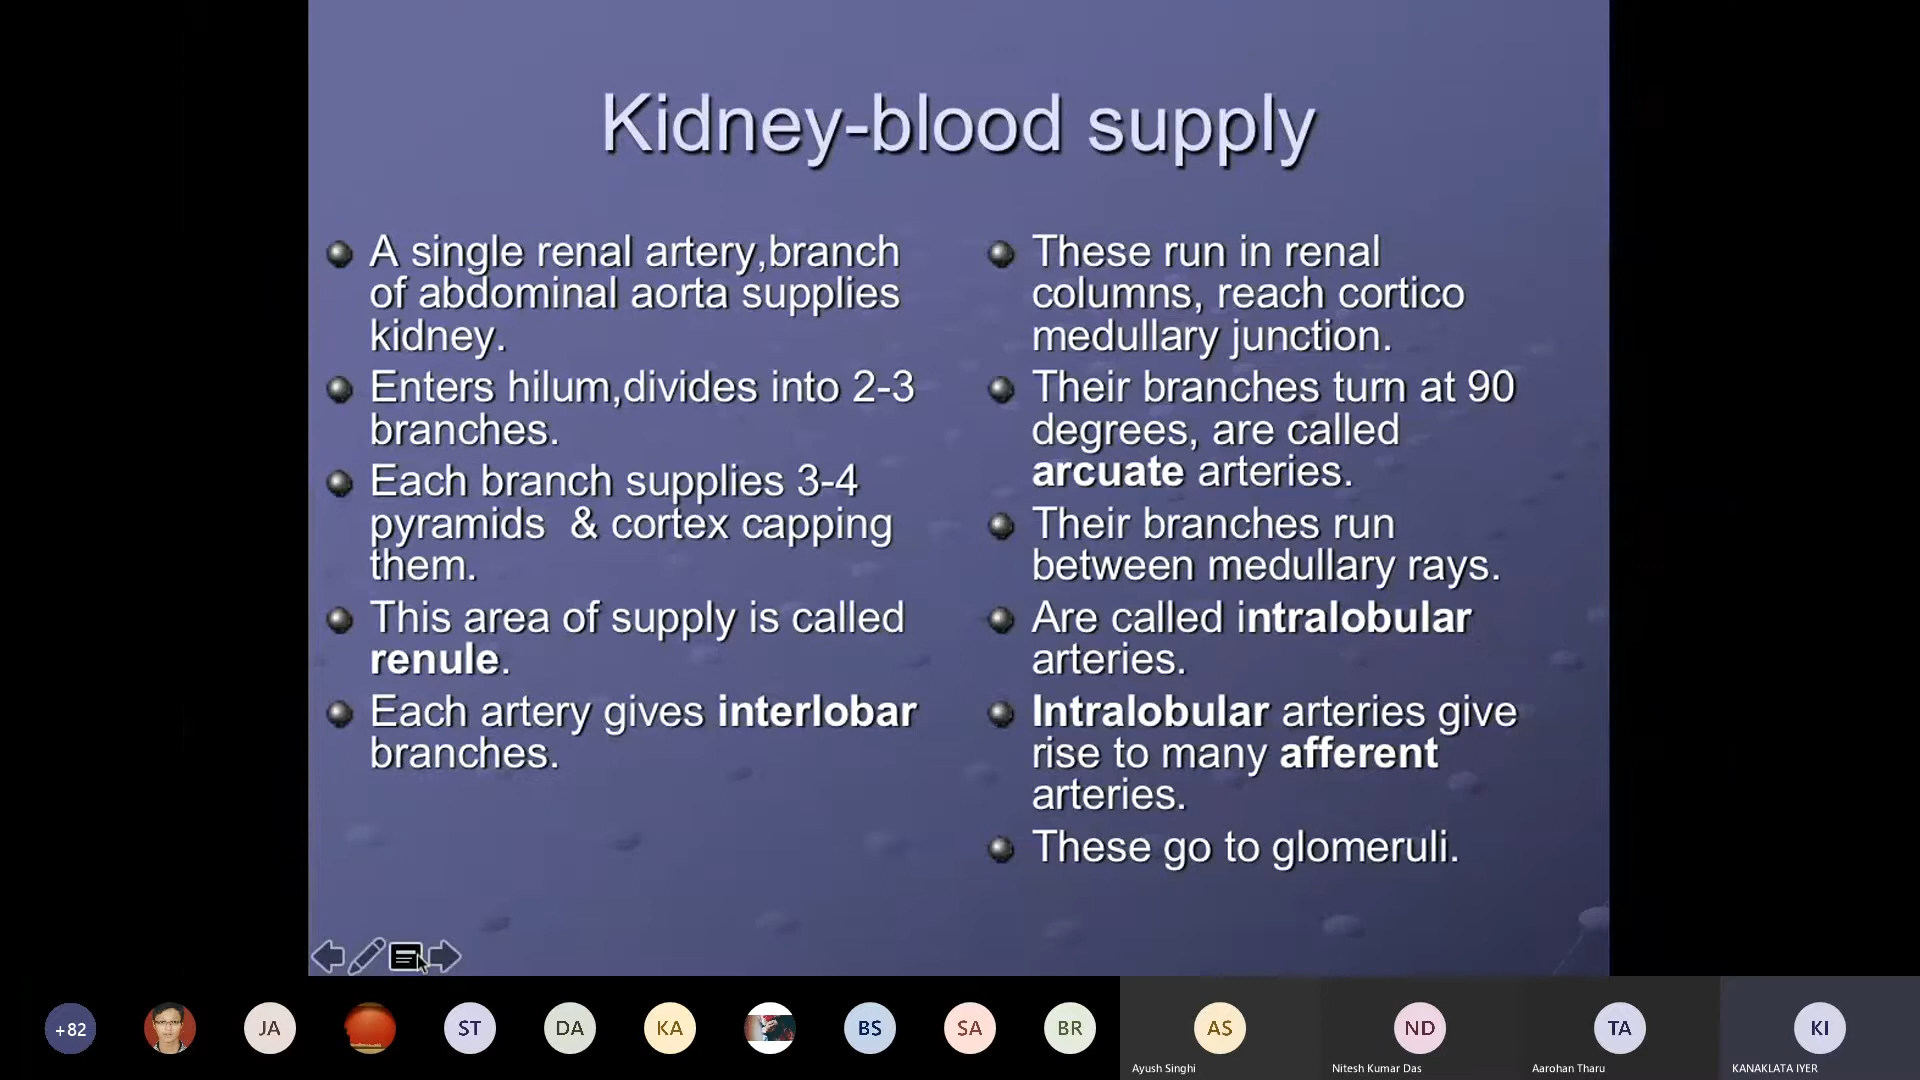 Kidney-blood supply
A single renal artery,branch
of abdominal aorta supplies
kidney.
Enters hilum,divides into 2-3
branches.
Each branch supplies 3-4
pyramids & cortex capping
them.
This area of supply is called
renule.
Each artery gives interlobar
branches.
These run in renal
columns, reach cortico
medullary junction.
Their branches turn at 90
degrees, are called
arcuate arteries.
Their branches run
between medullary rays.
Are called intralobular
arteries.
Intralobular arteries give
rise to many afferent
arteries.
These go to glomeruli.
+82
JA
ST
DA
KA
BS
SA
BR
AS
Ayush Singhi
ND
Nitesh Kumar Das
TA
Aarohan Tharu
KI
KANAKLATA IYER